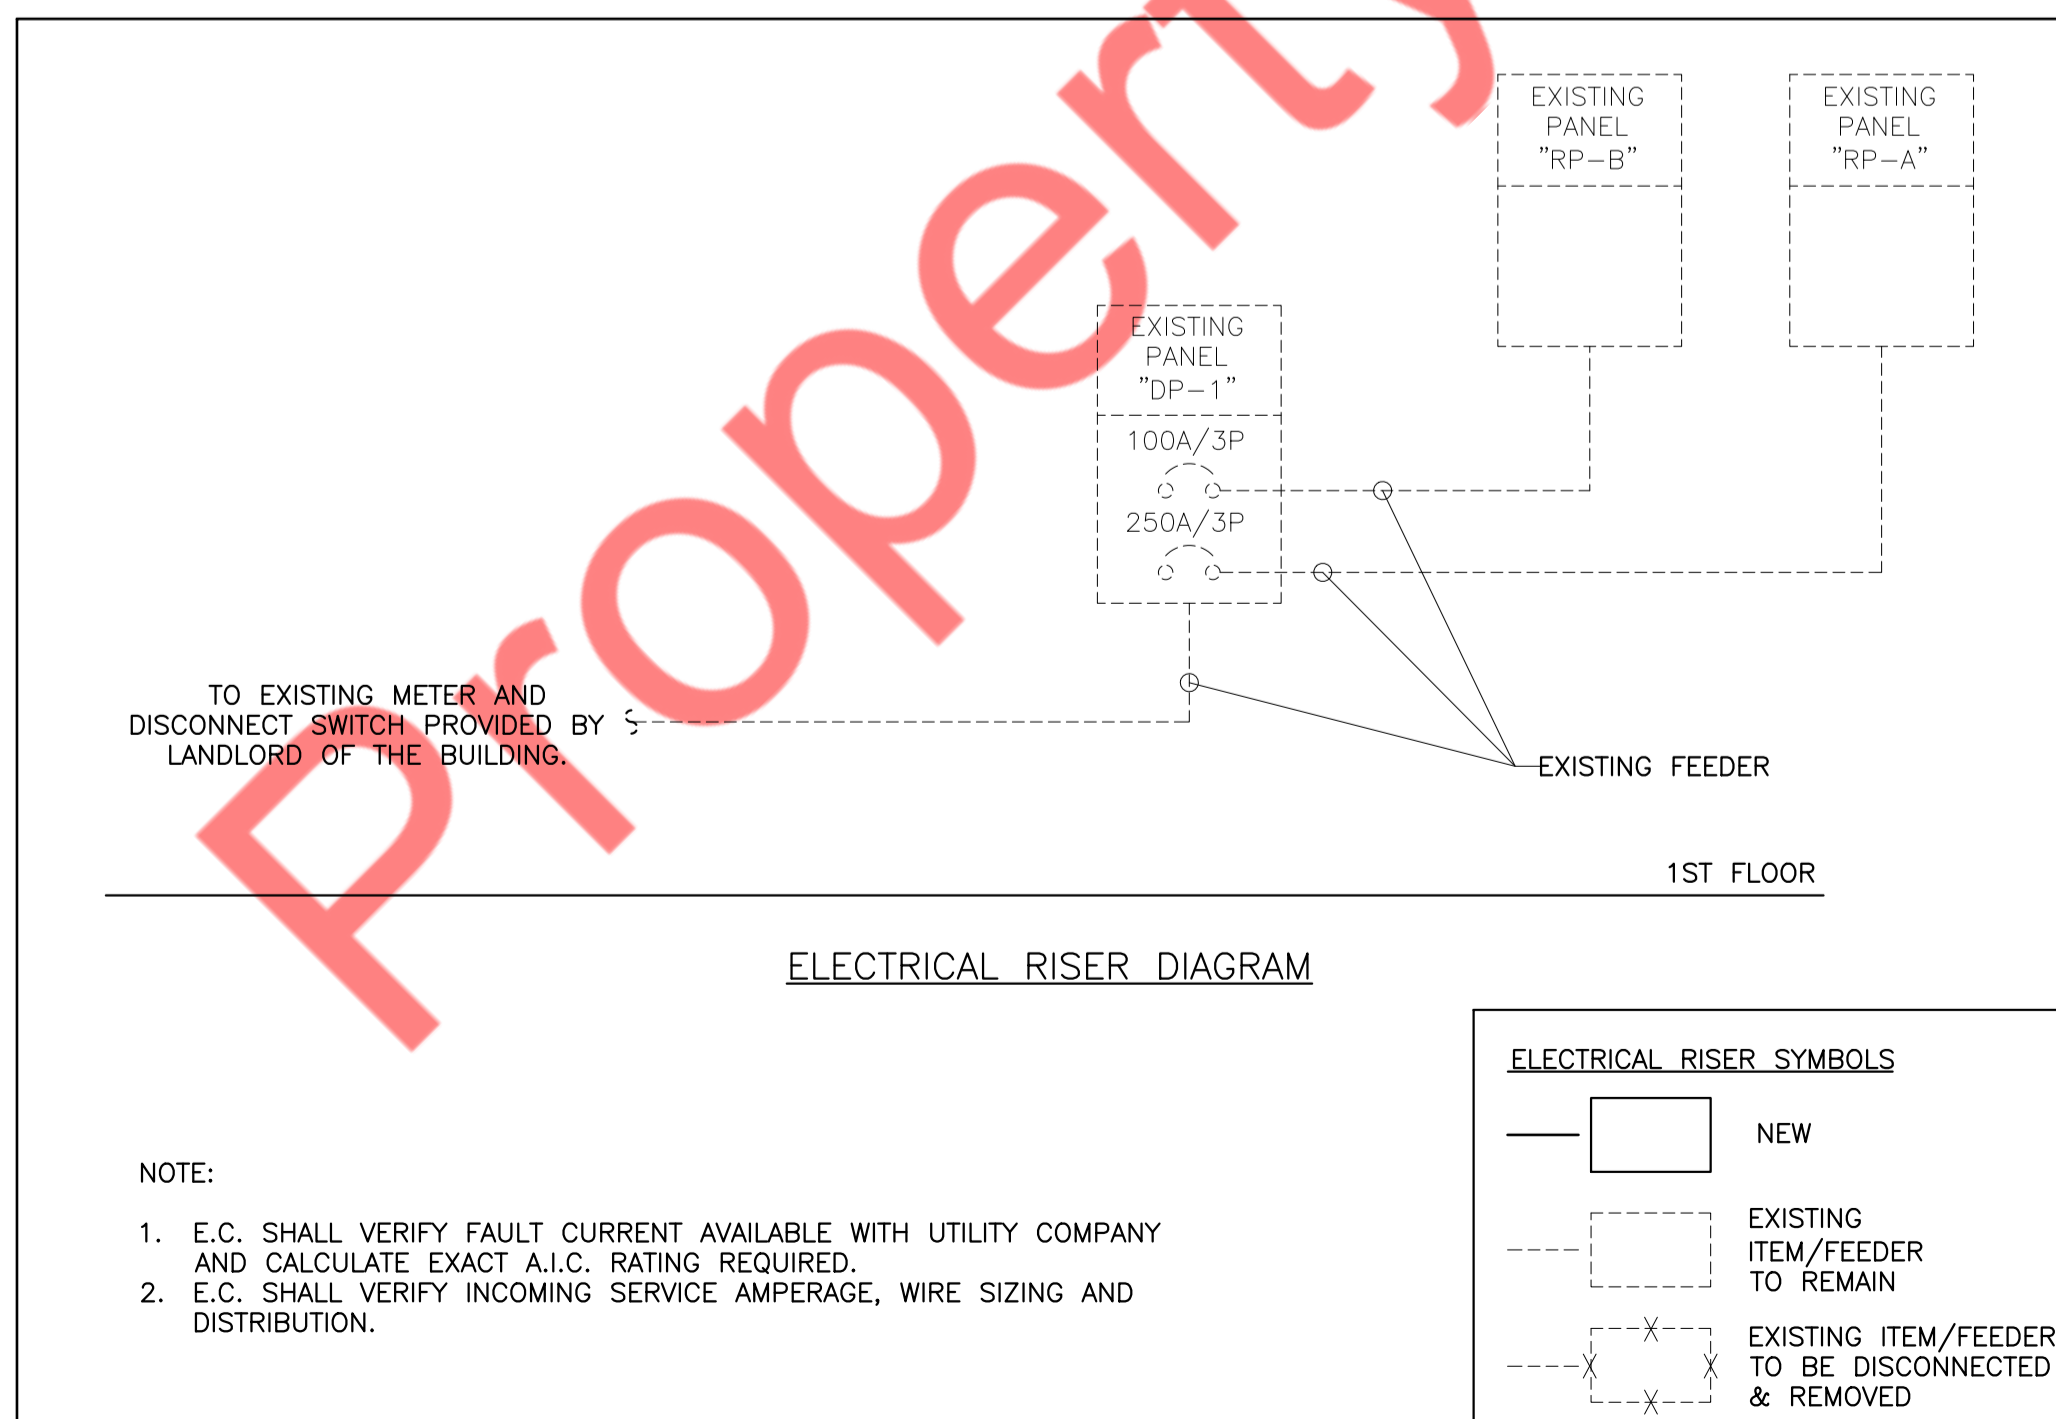 Property
EXISTING
PANEL
"RP-B"
EXISTING
PANEL
"RP-A"
EXISTING
PANEL
"DP-1"
100A/3P
250A/3P
TO EXISTING METER AND
DISCONNECT SWITCH PROVIDED BY
LANDLORD OF THE BUILDING.
EXISTING FEEDER
1ST FLOOR
ELECTRICAL RISER DIAGRAM
NOTE:
1. E.C. SHALL VERIFY FAULT CURRENT AVAILABLE WITH UTILITY COMPANY
AND CALCULATE EXACT A.I.C. RATING REQUIRED.
2. E.C. SHALL VERIFY INCOMING SERVICE AMPERAGE, WIRE SIZING AND
DISTRIBUTION.
ELECTRICAL RISER SYMBOLS
NEW
EXISTING
ITEM/FEEDER
TO REMAIN
EXISTING ITEM/FEEDER
TO BE DISCONNECTED
& REMOVED